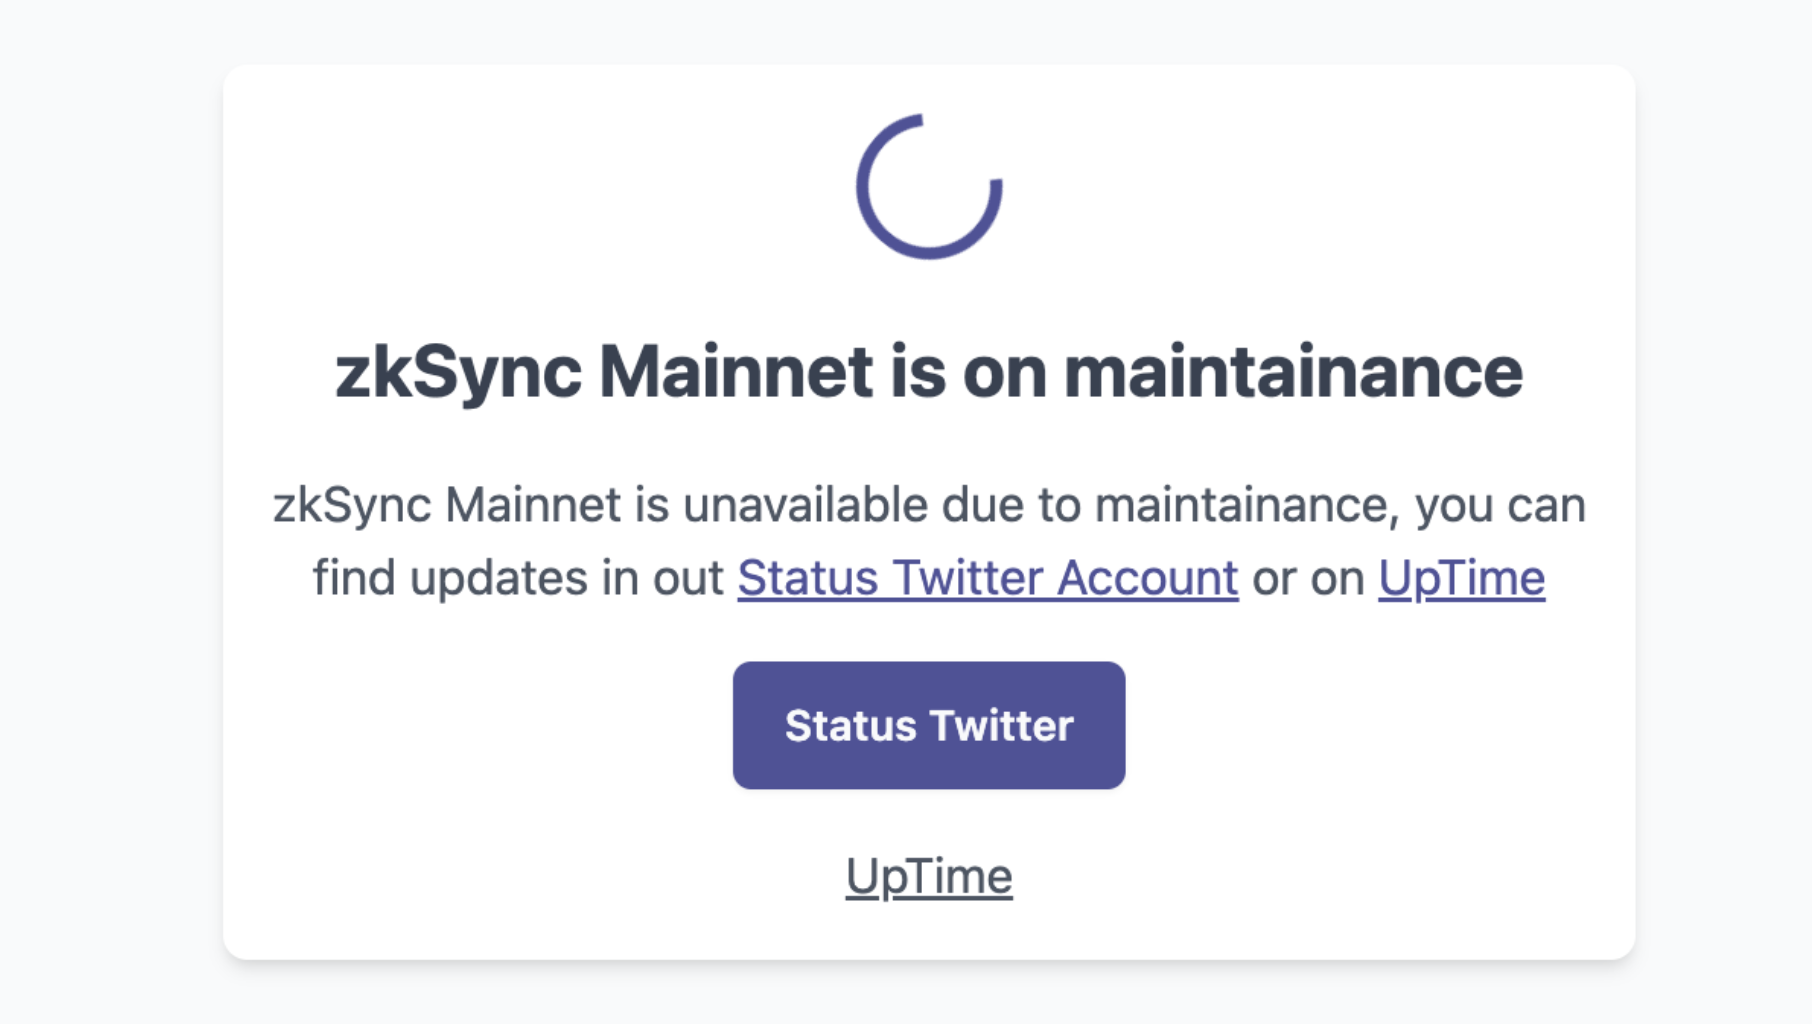 zkSync Mainnet is on maintainance
zkSync Mainnet is unavailable due to maintainance, you can
find updates in out Status Twitter Account or on UpTime
Status Twitter
UpTime